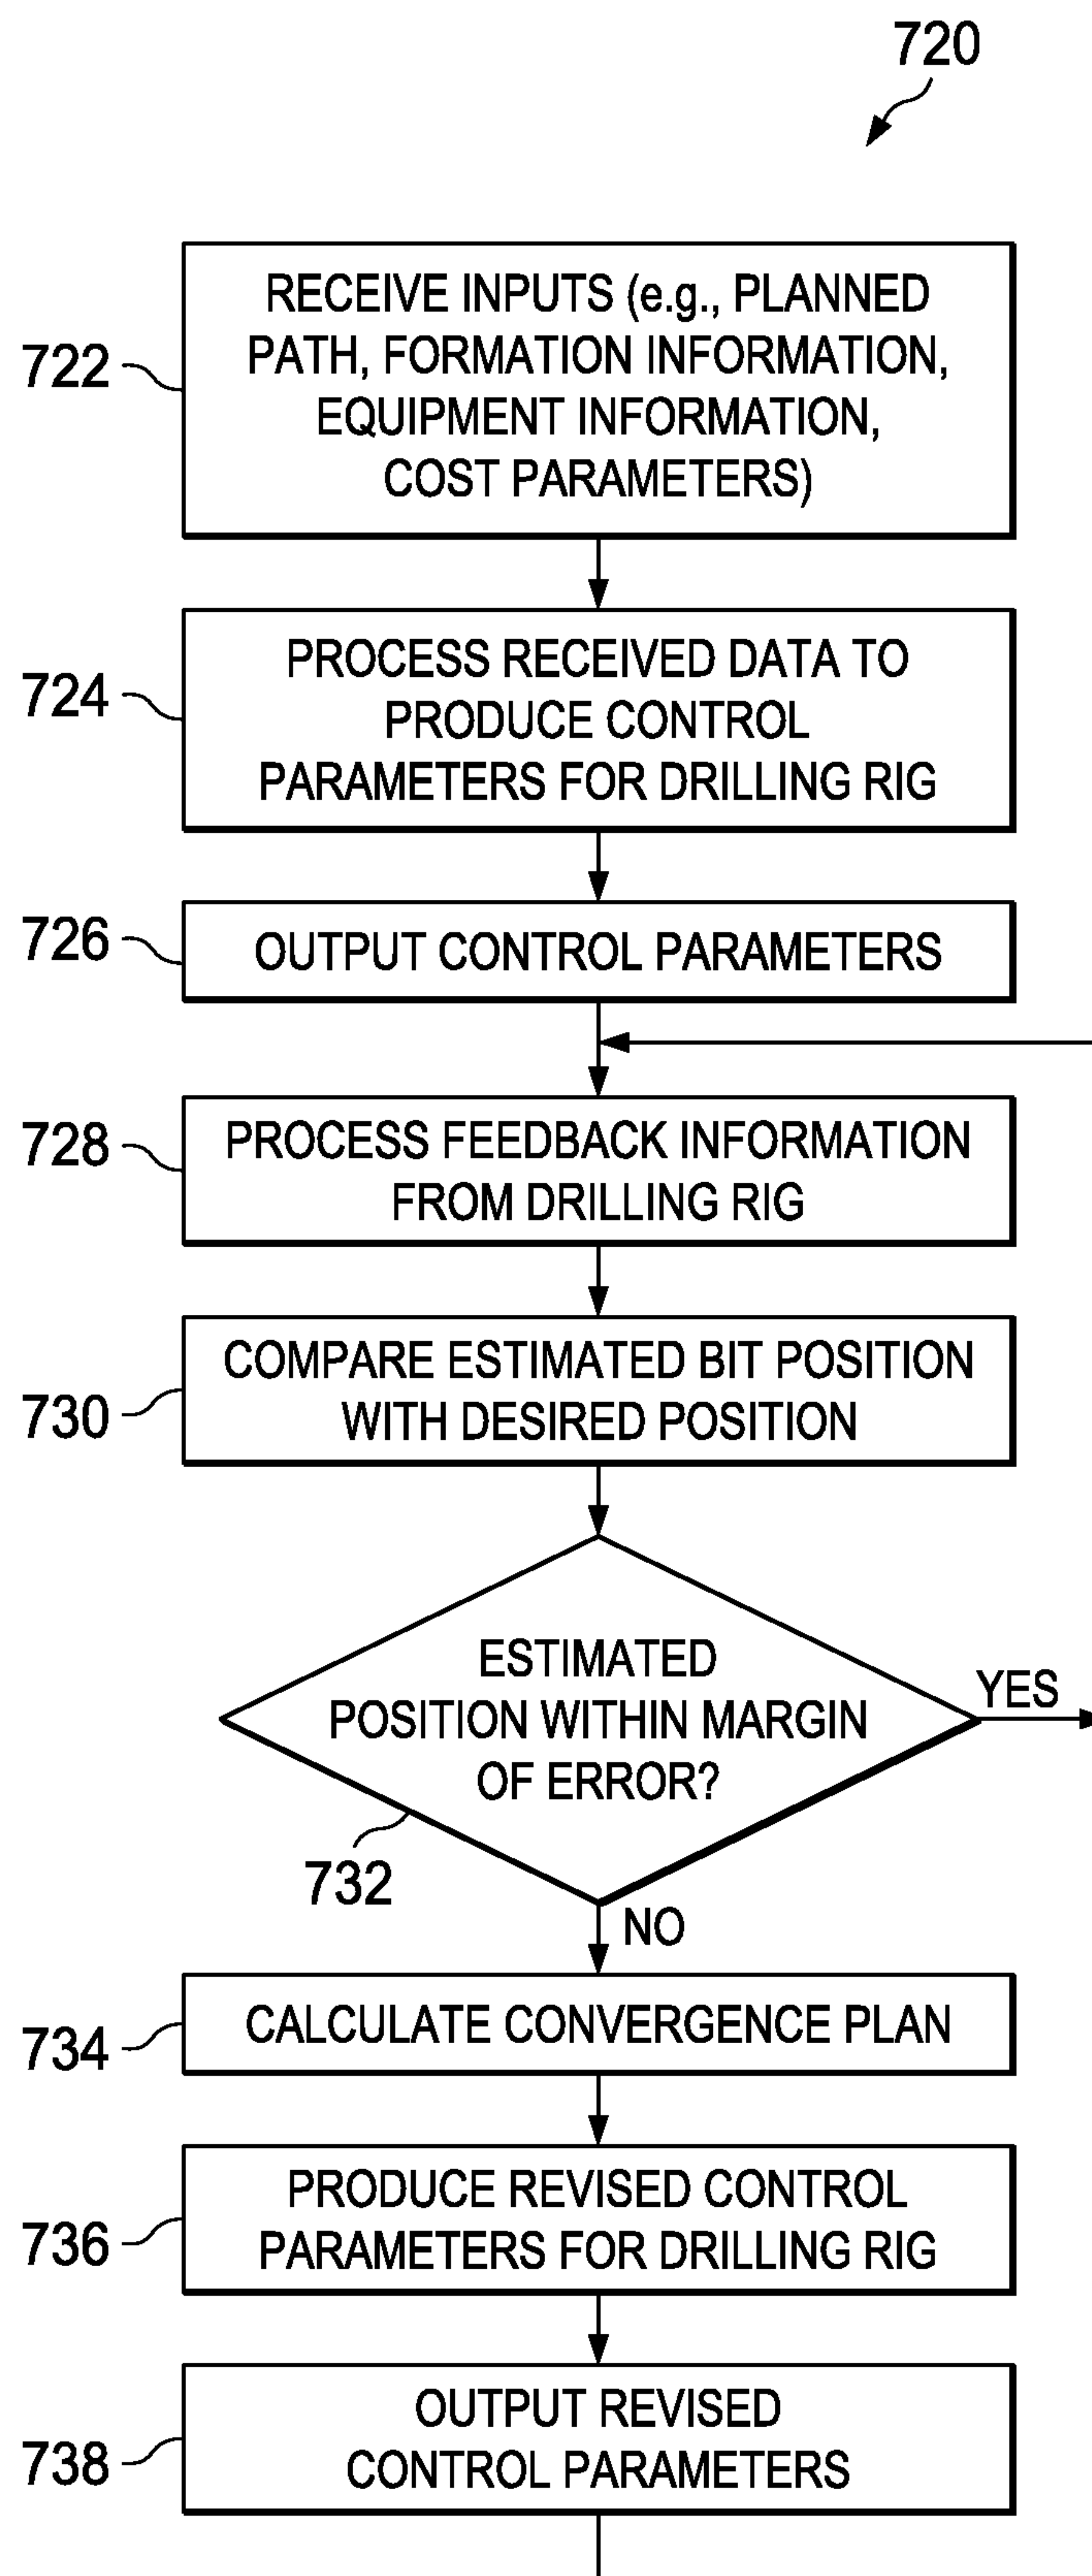 720
722
RECEIVE INPUTS (e.g., PLANNED
PATH, FORMATION INFORMATION,
EQUIPMENT INFORMATION,
COST PARAMETERS)
724
PROCESS RECEIVED DATA TO
PRODUCE CONTROL
PARAMETERS FOR DRILLING RIG
726
OUTPUT CONTROL PARAMETERS
728
PROCESS FEEDBACK INFORMATION
FROM DRILLING RIG
730
COMPARE ESTIMATED BIT POSITION
WITH DESIRED POSITION
ESTIMATED
POSITION WITHIN MARGIN
OF ERROR?
YES
732
NO
734
CALCULATE CONVERGENCE PLAN
736
PRODUCE REVISED CONTROL
PARAMETERS FOR DRILLING RIG
738
OUTPUT REVISED
CONTROL PARAMETERS